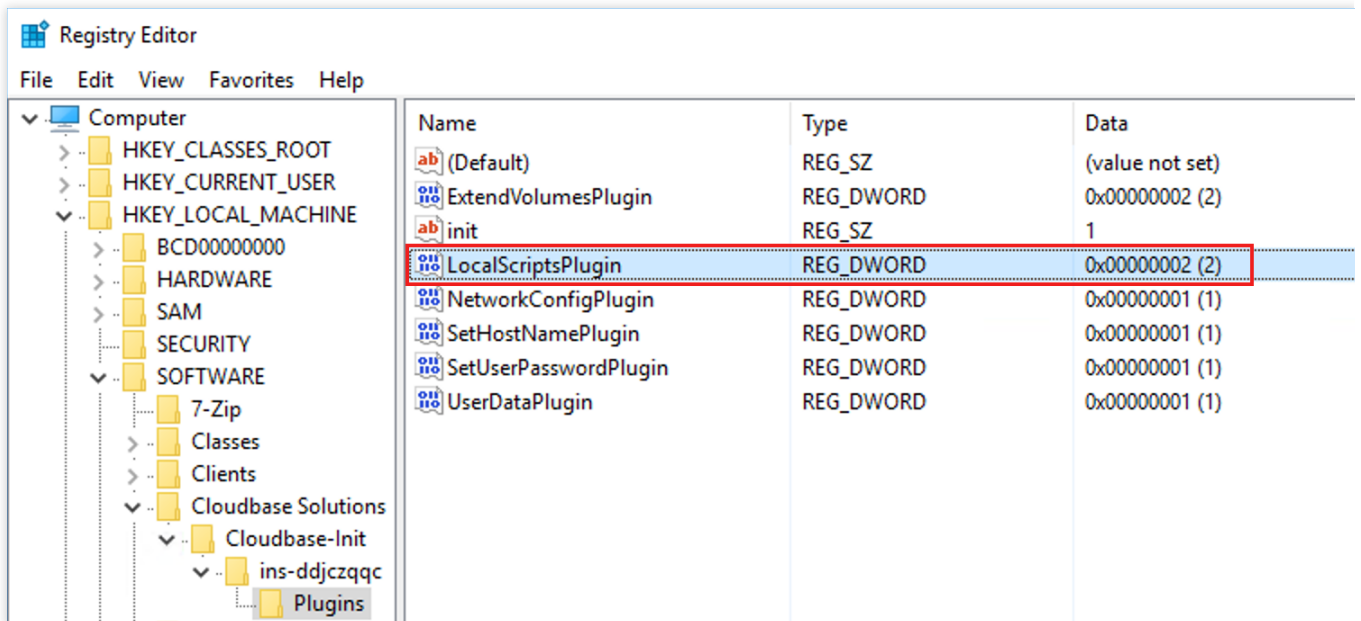 Registry Editor
File Edit View Favorites Help
Computer
HKEY_CLASSES_ROOT
HKEY_CURRENT_USER
HKEY_LOCAL_MACHINE
BCD00000000
HARDWARE
SAM
SECURITY
SOFTWARE
7-Zip
Classes
Clients
Cloudbase Solutions
Cloudbase-Init
ins-ddjczqqc
Plugins
Name Type Data
(Default) REG_SZ (value not set)
ExtendVolumesPlugin REG_DWORD 0x00000002 (2)
init REG_SZ 1
LocalScriptsPlugin REG_DWORD 0x00000002 (2)
NetworkConfigPlugin REG_DWORD 0x00000001 (1)
SetHostNamePlugin REG_DWORD 0x00000001 (1)
SetUserPasswordPlugin REG_DWORD 0x00000001 (1)
UserDataPlugin REG_DWORD 0x00000001 (1)